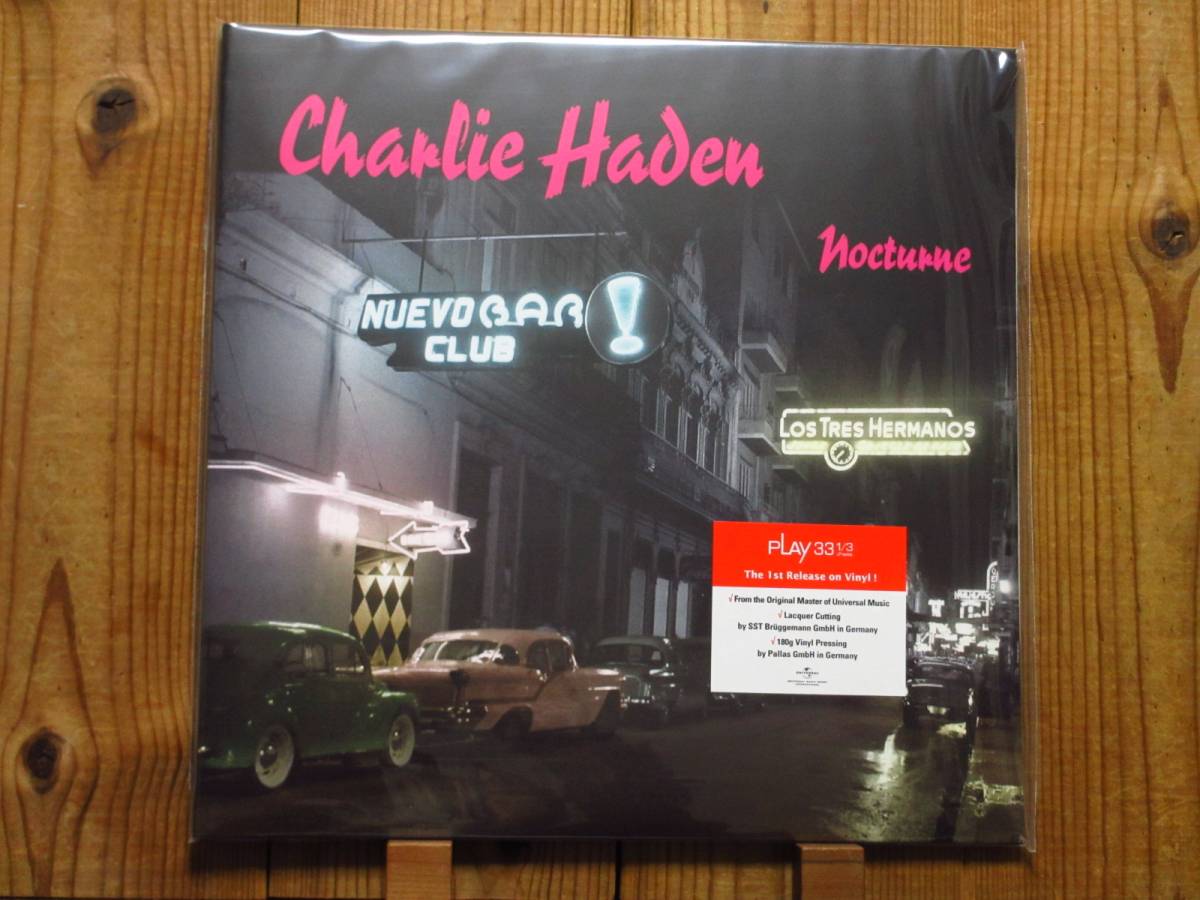 Charlie Haden
Nocturne
NUEVO BAR
CLUB
LOS TRES HERMANOS
PLAY 33 1/3
The 1st Release on Vinyl !
√From the Original Master of Universal Music
√Lacquer Cutting
by SST Brüggemann GmbH in Germany
√180g Vinyl Pressing
by Pallas GmbH in Germany
UNIVERSAL